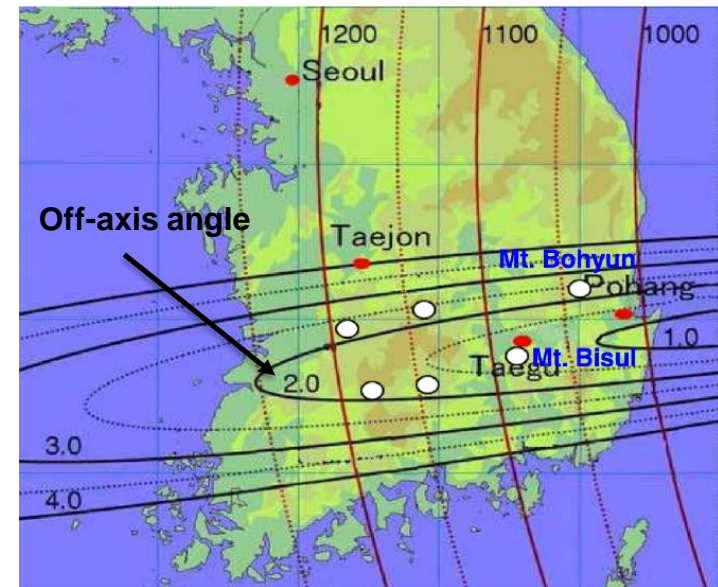 1200 1100 1000
Seoul
Off-axis angle
Taejon
Mt. Bohyun
Pohang
1.0
Taegu
Mt. Bisul
2.0
3.0
4.0